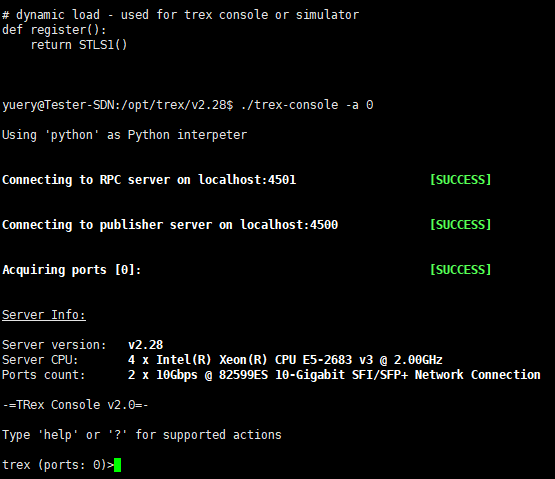 # dynamic load - used for trex console or simulator
def register():
    return STLS1()
yuery@Tester-SDN:/opt/trex/v2.28$ ./trex-console -a 0
Using 'python' as Python interpeter
Connecting to RPC server on localhost:4501 [SUCCESS]
Connecting to publisher server on localhost:4500 [SUCCESS]
Acquiring ports [0]: [SUCCESS]
Server Info:
Server version: v2.28
Server CPU: 4 x Intel(R) Xeon(R) CPU E5-2683 v3 @ 2.00GHz
Ports count: 2 x 10Gbps @ 82599ES 10-Gigabit SFI/SFP+ Network Connection
-=TRex Console v2.0=-
Type 'help' or '?' for supported actions
trex (ports: 0)>